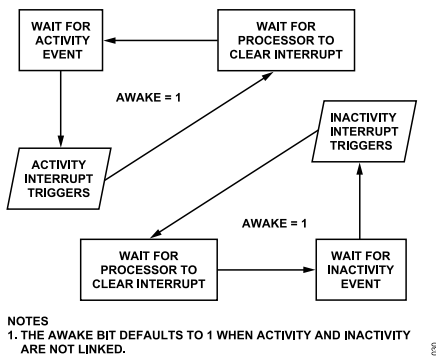 WAIT FOR
ACTIVITY
EVENT
WAIT FOR
PROCESSOR TO
CLEAR INTERRUPT
AWAKE = 1
ACTIVITY
INTERRUPT
TRIGGERS
INACTIVITY
INTERRUPT
TRIGGERS
AWAKE = 1
WAIT FOR
PROCESSOR TO
CLEAR INTERRUPT
WAIT FOR
INACTIVITY
EVENT
NOTES
1. THE AWAKE BIT DEFAULTS TO 1 WHEN ACTIVITY AND INACTIVITY
ARE NOT LINKED.